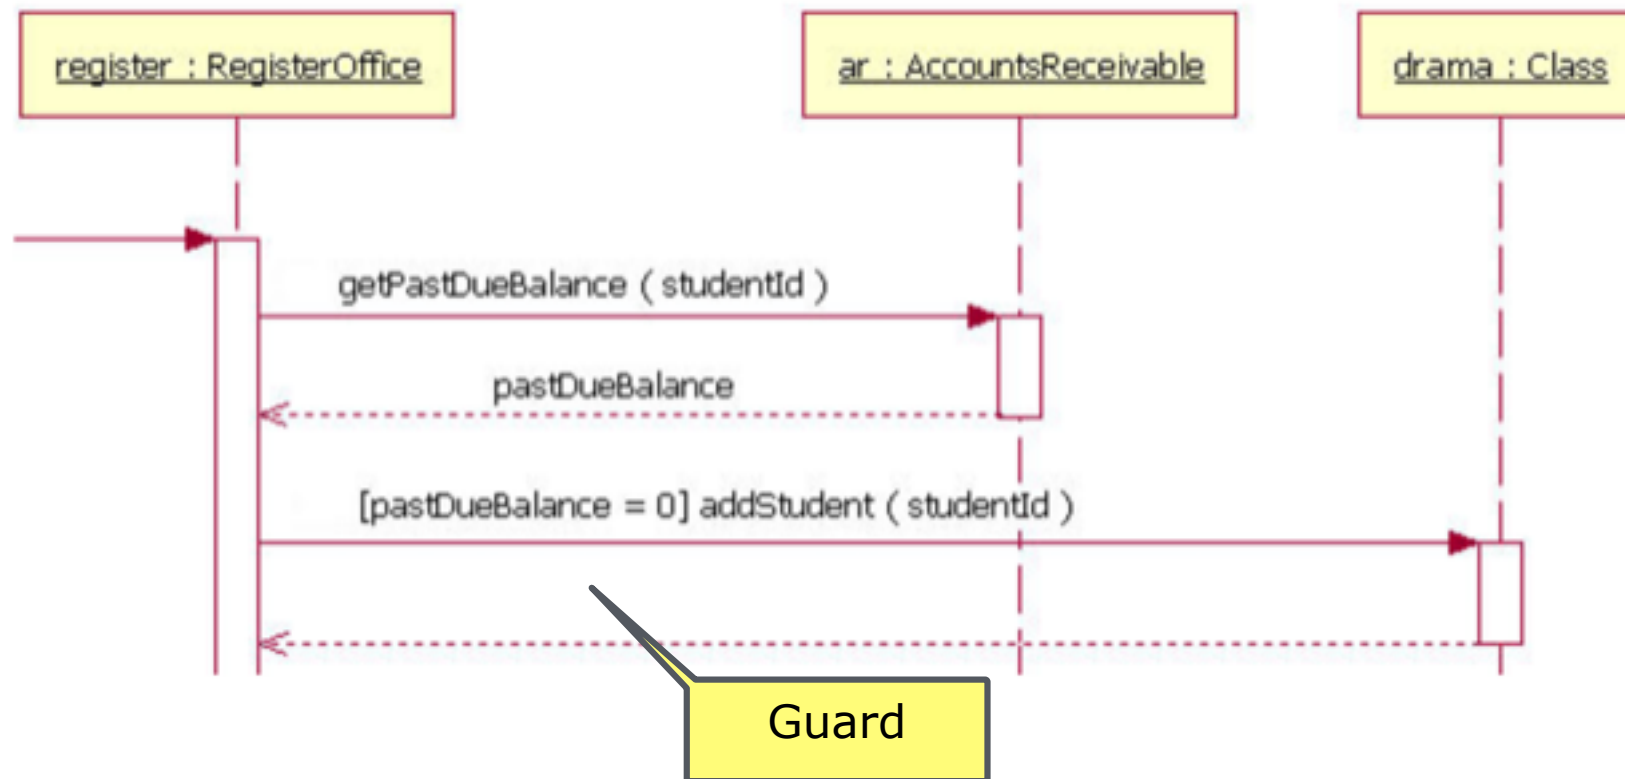 register : RegisterOffice
ar : AccountsReceivable
drama : Class
getPastDueBalance ( studentId )
pastDueBalance
[pastDueBalance = 0] addStudent ( studentId )
Guard